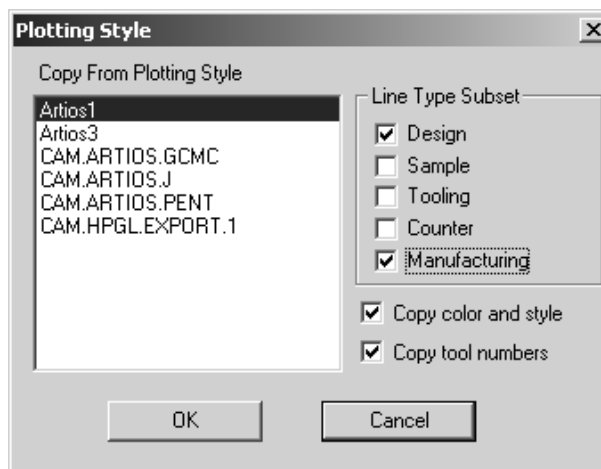 Plotting Style
Copy From Plotting Style
Artios1
Artios3
CAM.ARTIOS.GCMC
CAM.ARTIOS.J
CAM.ARTIOS.PENT
CAM.HPGL.EXPORT.1
Line Type Subset
Design
Sample
Tooling
Counter
Manufacturing
Copy color and style
Copy tool numbers
OK
Cancel